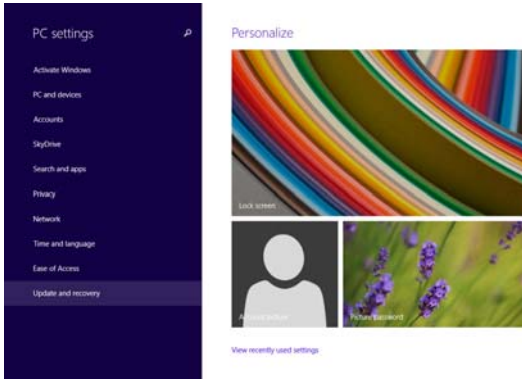 PC settings
Activate Windows
PC and devices
Accounts
SkyDrive
Search and apps
Privacy
Network
Time and language
Ease of Access
Update and recovery
Personalize
Lock screen
Account picture
Picture password
View recently used settings